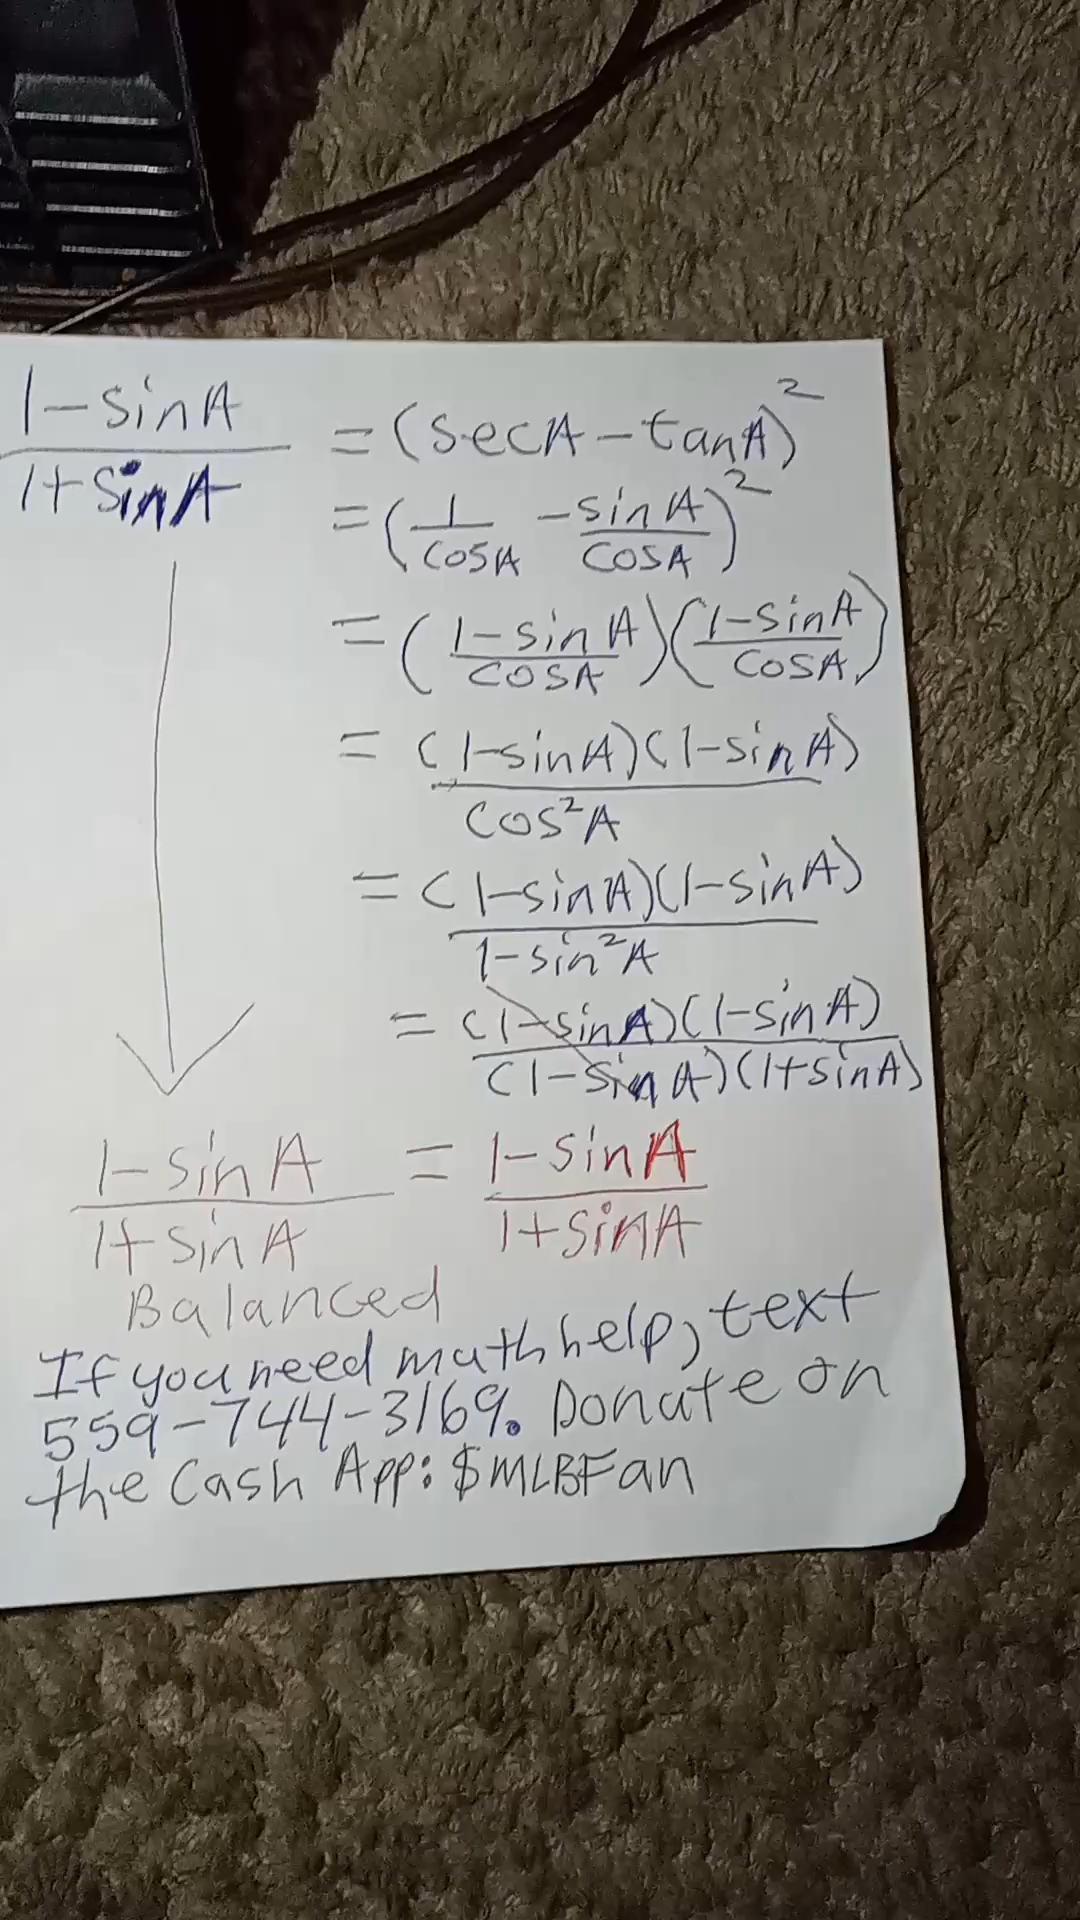 1-sinA/1+sinA = (secA-tanA)²
= (1/cosA - sinA/cosA)²
= (1-sinA/cosA)(1-sinA/cosA)
= (1-sinA)(1-sinA)/cos²A
= (1-sinA)(1-sinA)/1-sin²A
= (1-sinA)(1-sinA)/(1-sinA)(1+sinA)
1-sinA/1+sinA = 1-sinA/1+sinA
Balanced
If you need math help, text
559-744-3169. Donate on
the Cash App: $MLBFan